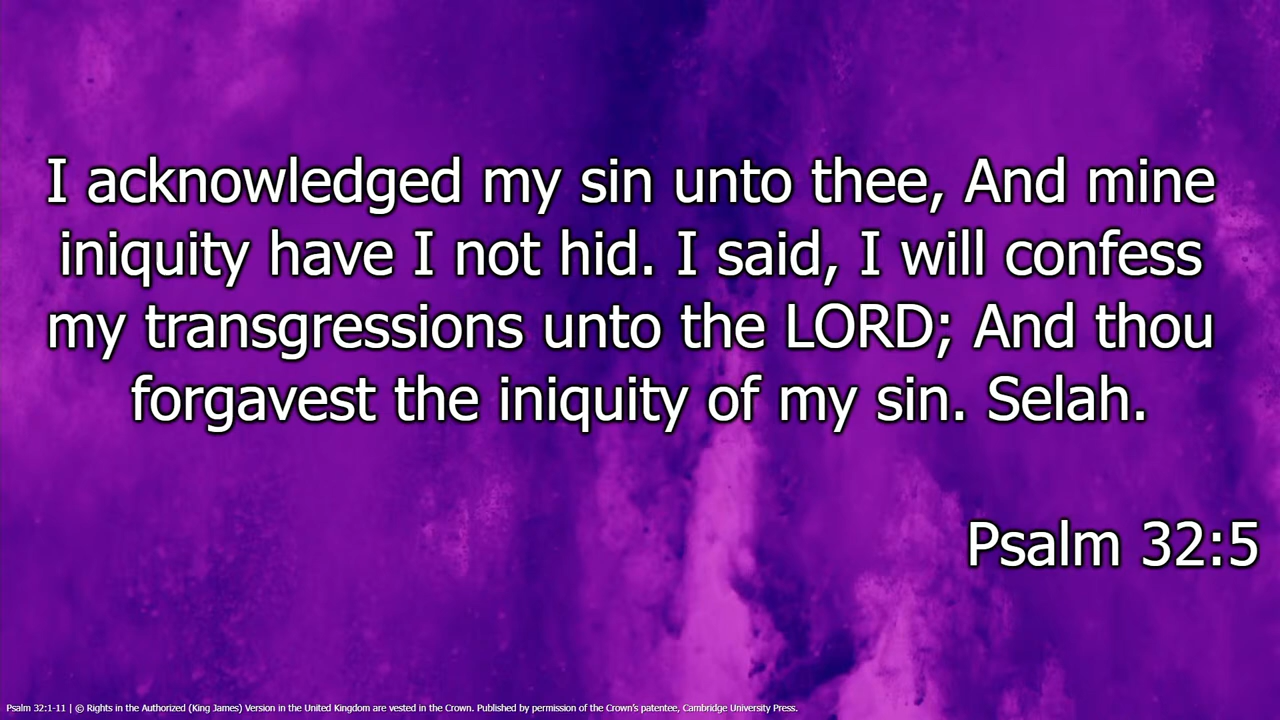 I acknowledged my sin unto thee, And mine
iniquity have I not hid. I said, I will confess
my transgressions unto the LORD; And thou
forgavest the iniquity of my sin. Selah.
Psalm 32:5
Psalm 32:1-11 | © Rights in the Authorized (King James) Version in the United Kingdom are vested in the Crown. Published by permission of the Crown’s patentee, Cambridge University Press.